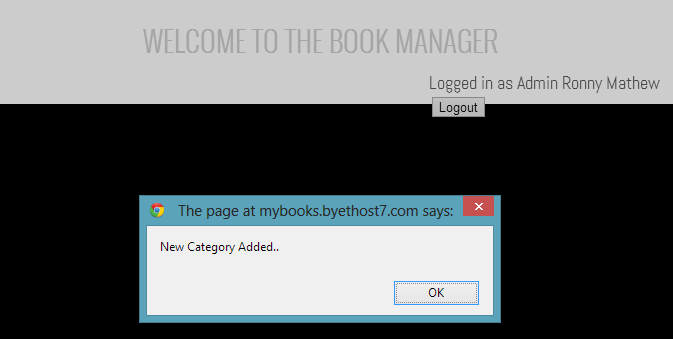 WELCOME TO THE BOOK MANAGER
Logged in as Admin Ronny Mathew
Logout
The page at mybooks.byethost7.com says:
New Category Added..
OK